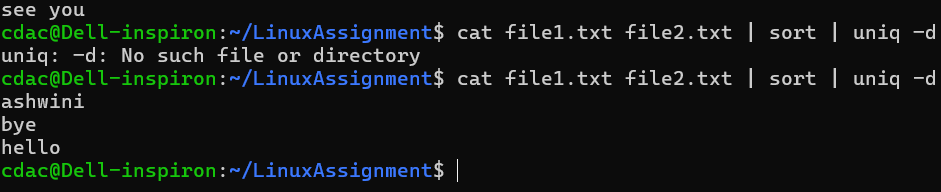 see you
cdac@Dell-inspiron:~/LinuxAssignment$ cat file1.txt file2.txt | sort | uniq -d
uniq: -d: No such file or directory
cdac@Dell-inspiron:~/LinuxAssignment$ cat file1.txt file2.txt | sort | uniq -d
ashwini
bye
hello
cdac@Dell-inspiron:~/LinuxAssignment$